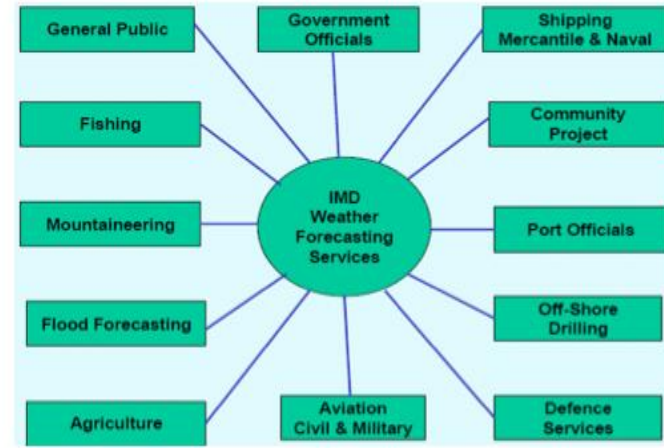 General Public
Government
Officials
Shipping
Mercantile & Naval
Fishing
Community
Project
IMD
Weather
Forecasting
Services
Mountaineering
Port Officials
Flood Forecasting
Off-Shore
Drilling
Agriculture
Aviation
Civil & Military
Defence
Services